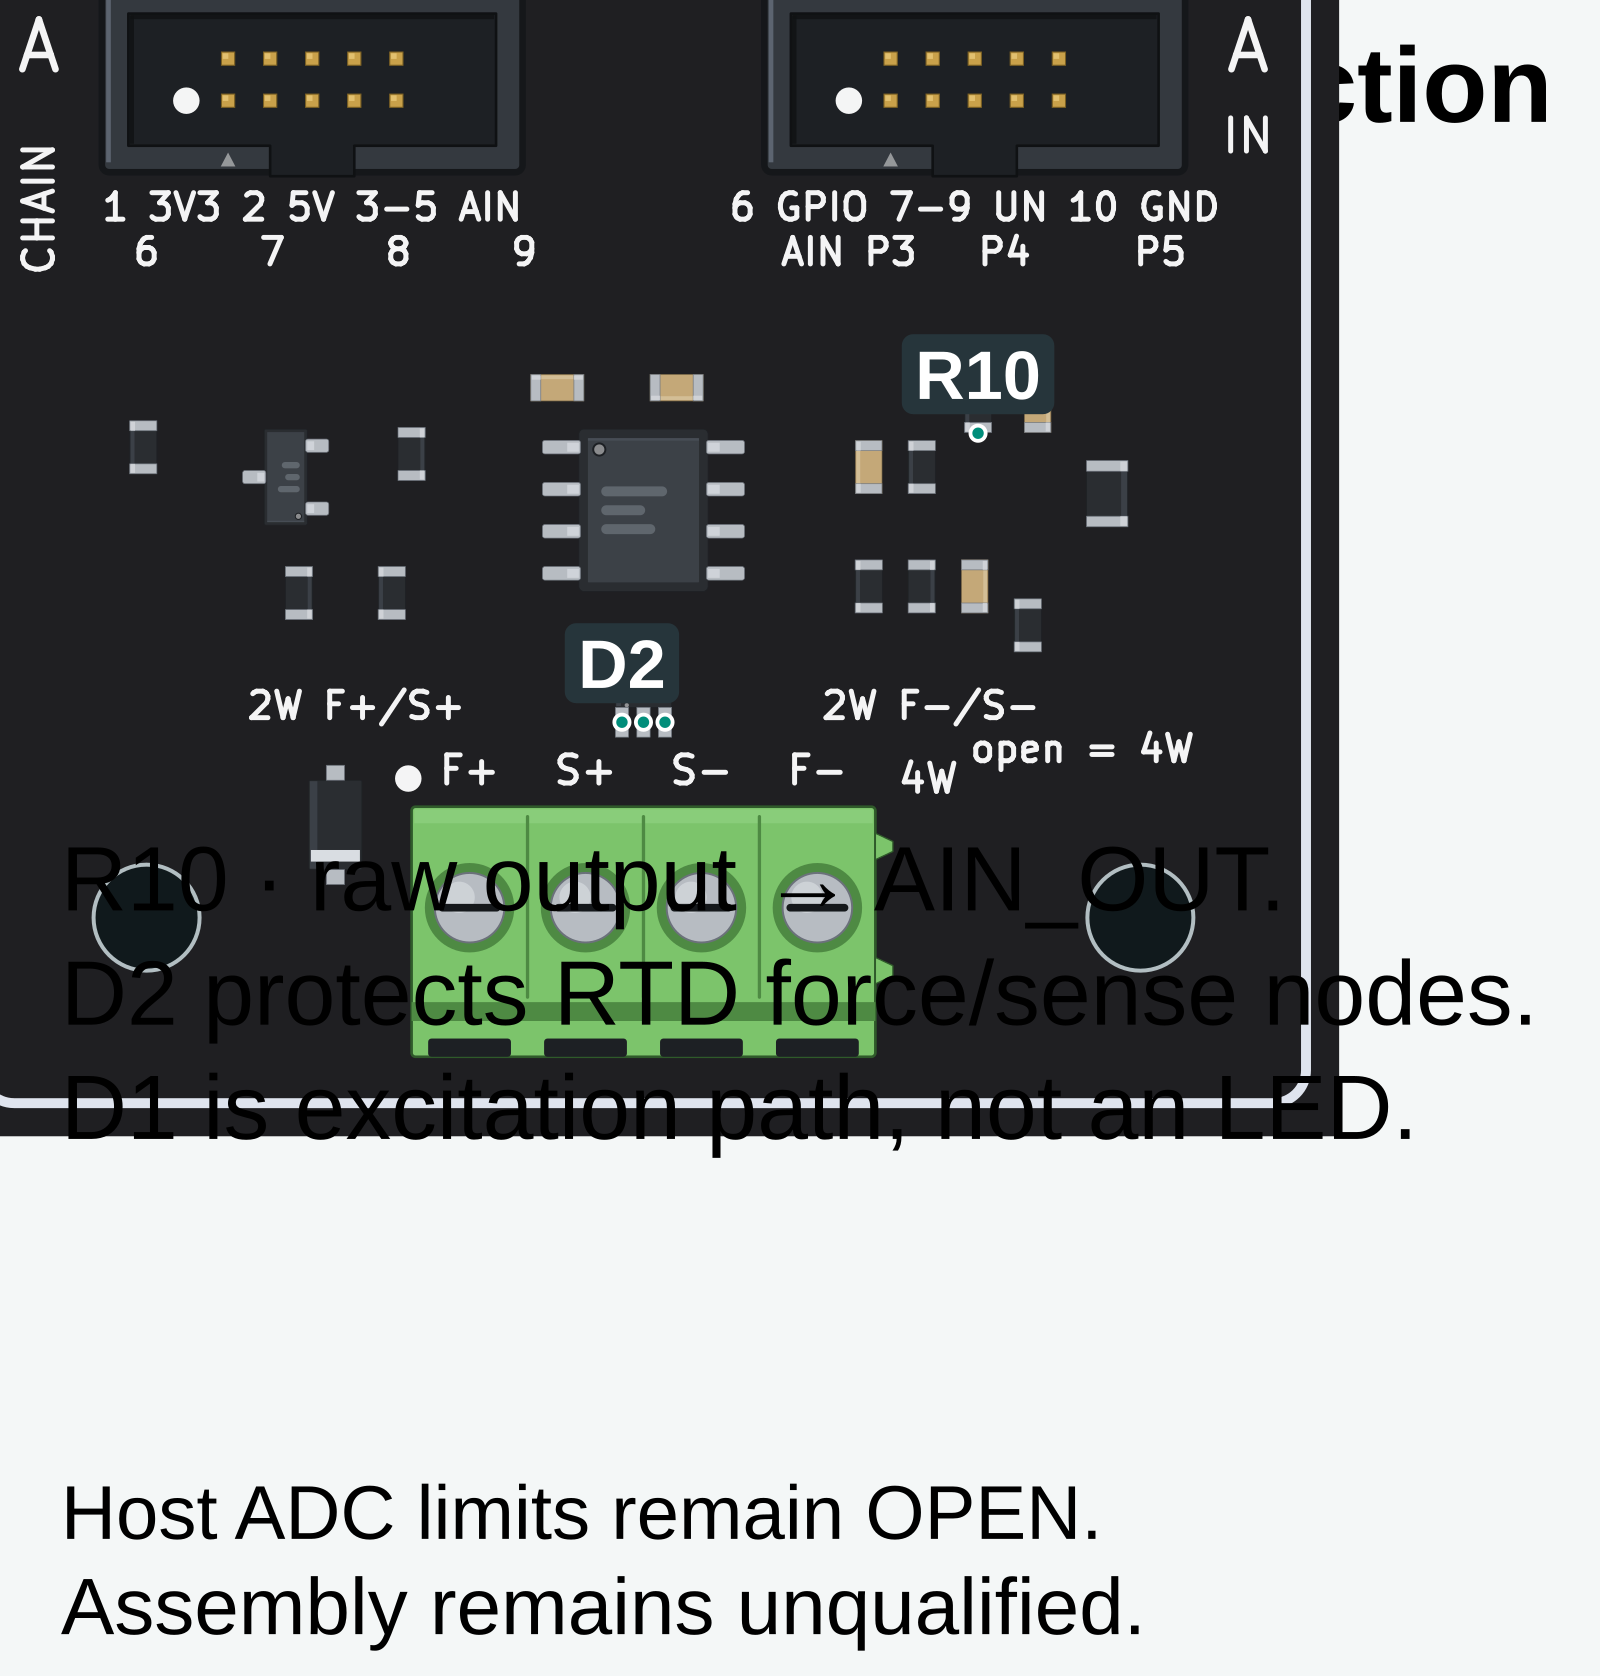 A
A
ction
IN
CHAIN
1 3V3 2 5V 3-5 AIN
6 GPIO 7-9 UN 10 GND
6 7 8 9
AIN P3 P4 P5
R10
D2
2W F+/S+
2W F-/S-
open = 4W
F+ S+ S- F- 4W
R10 · raw output → AIN_OUT.
D2 protects RTD force/sense nodes.
D1 is excitation path, not an LED.
Host ADC limits remain OPEN.
Assembly remains unqualified.